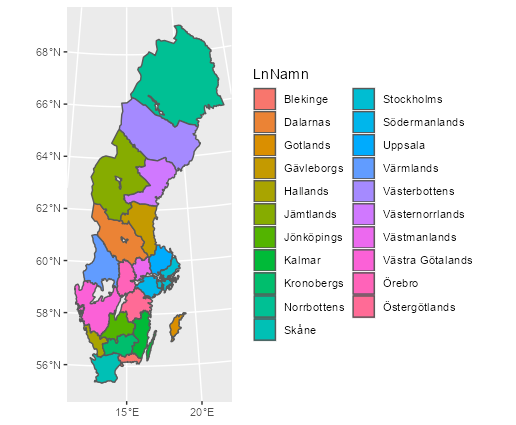 68°N
66°N
64°N
62°N
60°N
58°N
56°N
15°E
20°E
LnNamn
Blekinge
Dalarnas
Gotlands
Gävleborgs
Hallands
Jämtlands
Jönköpings
Kalmar
Kronobergs
Norrbottens
Skåne
Stockholms
Södermanlands
Uppsala
Värmlands
Västerbottens
Västernorrlands
Västmanlands
Västra Götalands
Örebro
Östergötlands